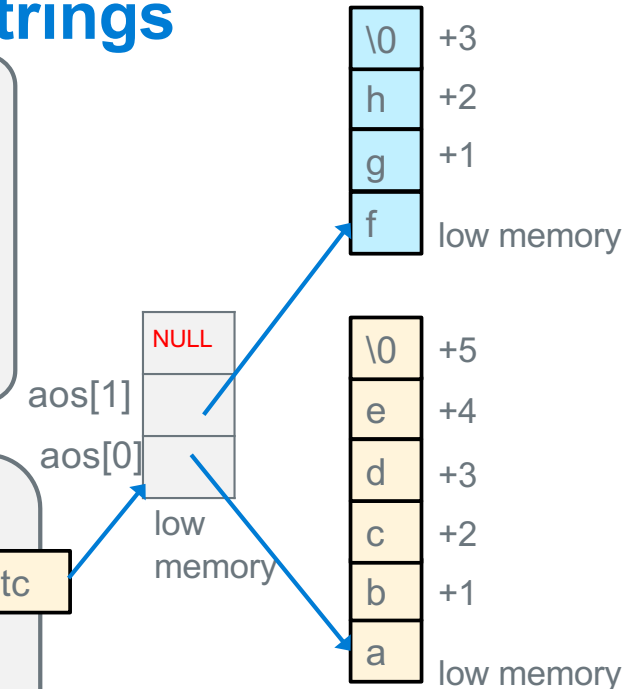 trings
\0 +3
h +2
g +1
f low memory
NULL
aos[1]
aos[0]
low
memory
tc
\0 +5
e +4
d +3
c +2
b +1
a low memory